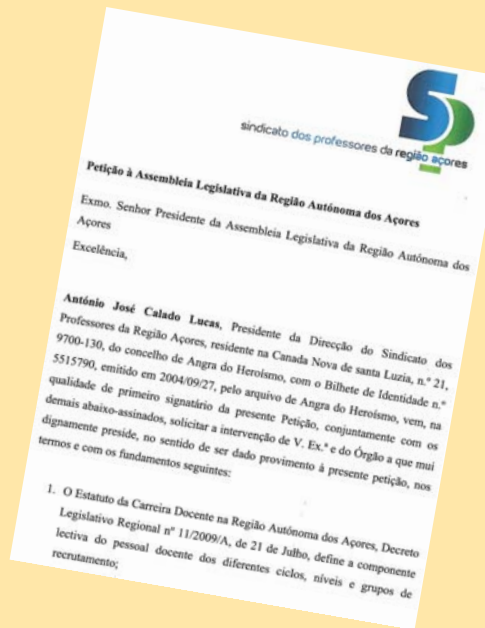 SP
sindicato dos professores da região açores
Petição à Assembleia Legislativa da Região Autónoma dos Açores
Exmo. Senhor Presidente da Assembleia Legislativa da Região Autónoma dos
Açores
Excelência,
António José Calado Lucas, Presidente da Direcção do Sindicato dos
Professores da Região Açores, residente na Canada Nova de santa Luzia, n.º 21,
9700-130, do concelho de Angra do Heroísmo, com o Bilhete de Identidade n.º
5515790, emitido em 2004/09/27, pelo arquivo de Angra do Heroísmo, vem, na
qualidade de primeiro signatário da presente Petição, conjuntamente com os
demais abaixo-assinados, solicitar a intervenção de V. Ex.ª e do Órgão a que mui
dignamente preside, no sentido de ser dado provimento à presente petição, nos
termos e com os fundamentos seguintes:
1. O Estatuto da Carreira Docente na Região Autónoma dos Açores, Decreto
Legislativo Regional nº 11/2009/A, de 21 de Julho, define a componente
lectiva do pessoal docente dos diferentes ciclos, níveis e grupos de
recrutamento;